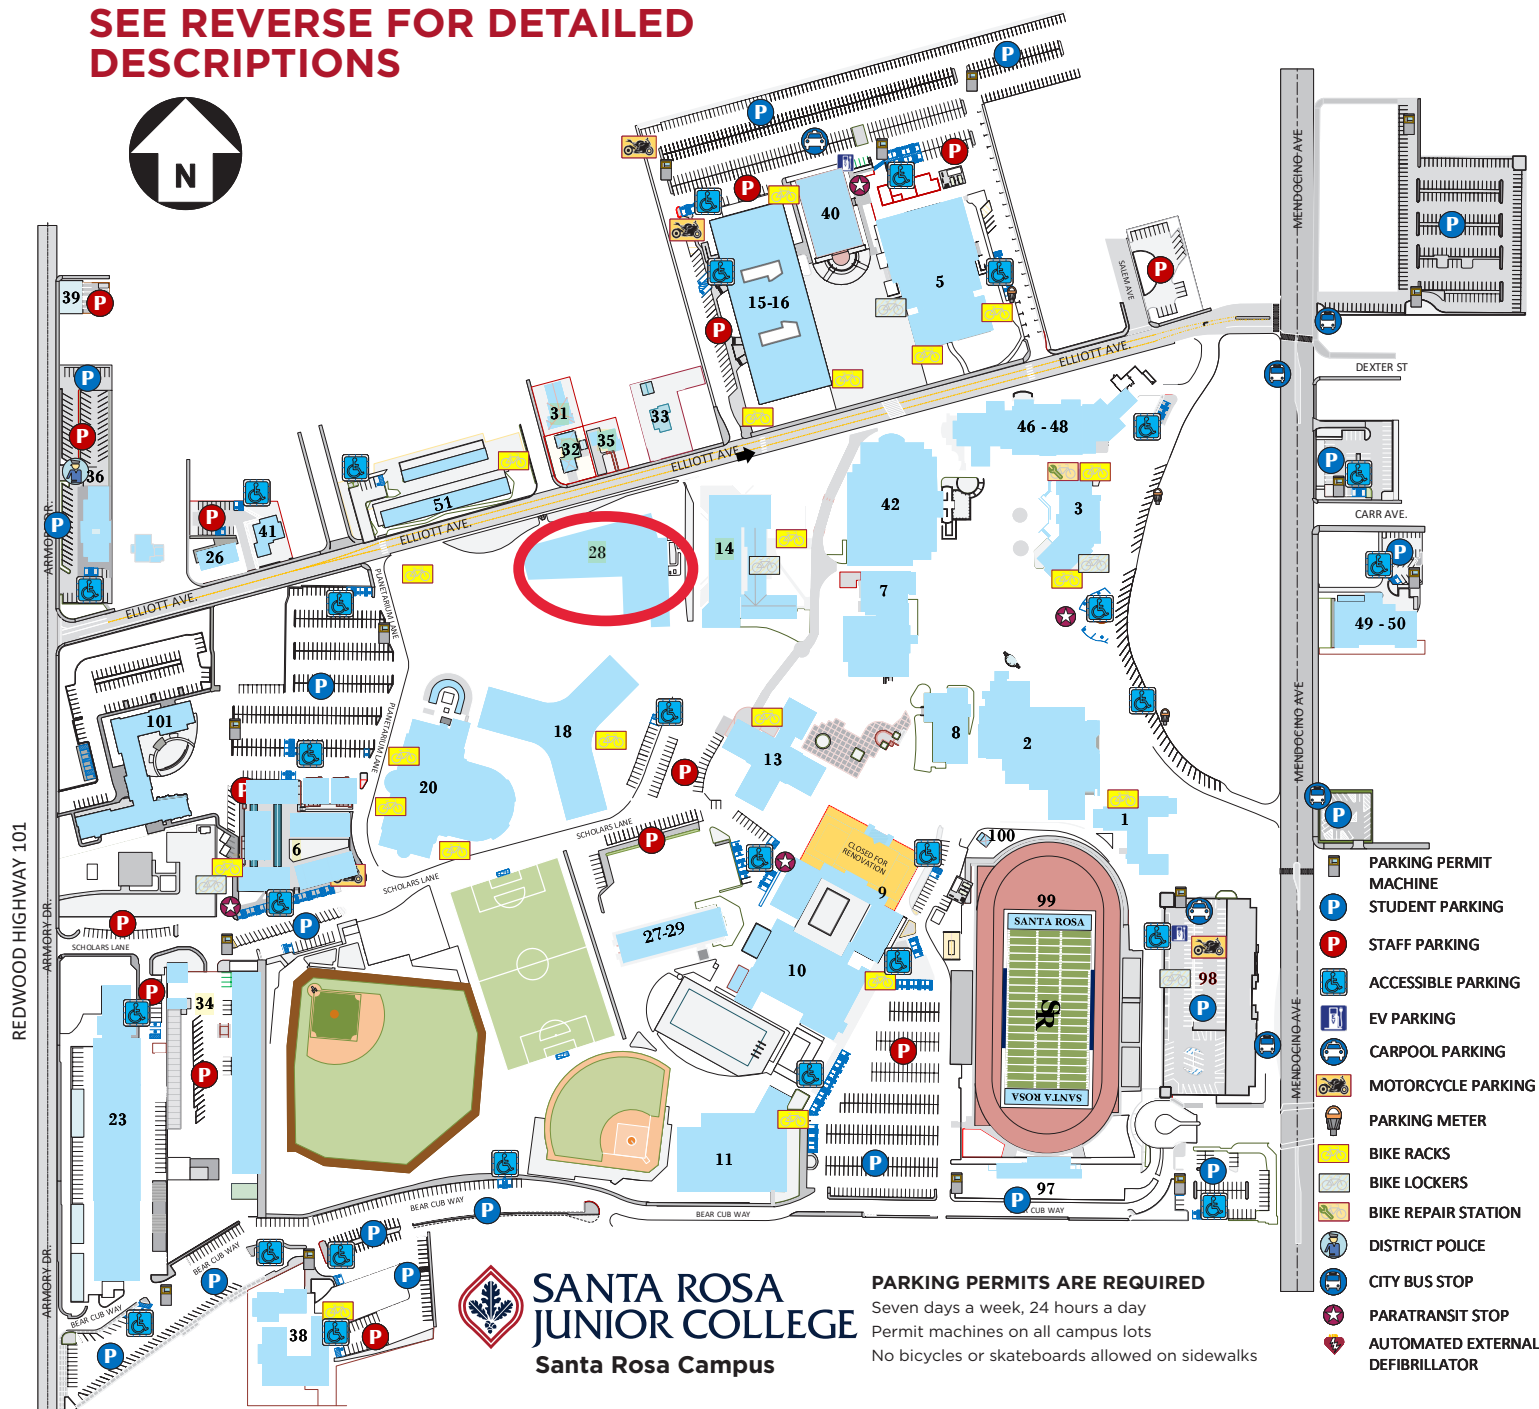 SEE REVERSE FOR DETAILED
DESCRIPTIONS
N
MENDOCINO AVE
40
5
15-16
SALEM AVE
39
ELLIOTT AVE.
DEXTER ST
31
33
32
35
46 - 48
36
ELLIOTT AVE.
51
42
3
CARR AVE.
ARMORY DR.
41
26
ELLIOTT AVE.
28
14
7
ELLIOTT AVE.
PLANETARIUM LANE
49 - 50
101
PLANETARIUM LANE
18
8
2
13
MENDOCINO AVE
20
REDWOOD HIGHWAY 101
6
SCHOLARS LANE
1
100
CLOSED FOR
RENOVATION
9
SCHOLARS LANE
99
SANTA ROSA
27-29
ARMORY DR.
SCHOLARS LANE
10
98
34
SR
MENDOCINO AVE
SANTA ROSA
23
11
97
BEAR CUB WAY
BEAR CUB WAY
CUB WAY
BEAR CUB WAY
ARMORY DR.
BEAR CUB WAY
38
PARKING PERMIT
MACHINE
P STUDENT PARKING
P STAFF PARKING
ACCESSIBLE PARKING
EV PARKING
CARPOOL PARKING
MOTORCYCLE PARKING
PARKING METER
BIKE RACKS
BIKE LOCKERS
BIKE REPAIR STATION
DISTRICT POLICE
CITY BUS STOP
PARATRANSIT STOP
AUTOMATED EXTERNAL
DEFIBRILLATOR
SANTA ROSA
JUNIOR COLLEGE
Santa Rosa Campus
PARKING PERMITS ARE REQUIRED
Seven days a week, 24 hours a day
Permit machines on all campus lots
No bicycles or skateboards allowed on sidewalks